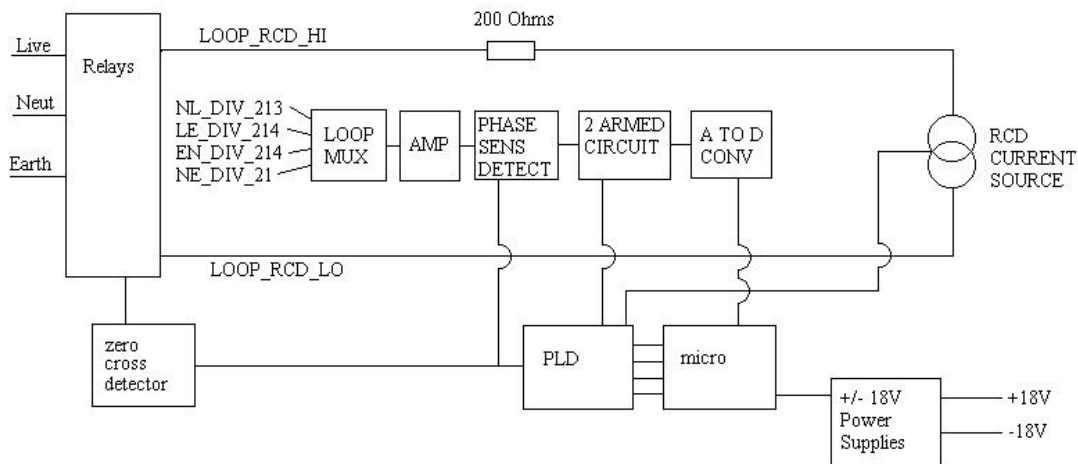 200 Ohms
LOOP_RCD_HI
Live
Relays
Neut
Earth
NL_DIV_213
LE_DIV_214
EN_DIV_214
NE_DIV_21
LOOP
MUX
AMP
PHASE
SENS
DETECT
2 ARMED
CIRCUIT
A TO D
CONV
RCD
CURRENT
SOURCE
LOOP_RCD_LO
zero
cross
detector
PLD
micro
+/- 18V
Power
Supplies
+18V
-18V